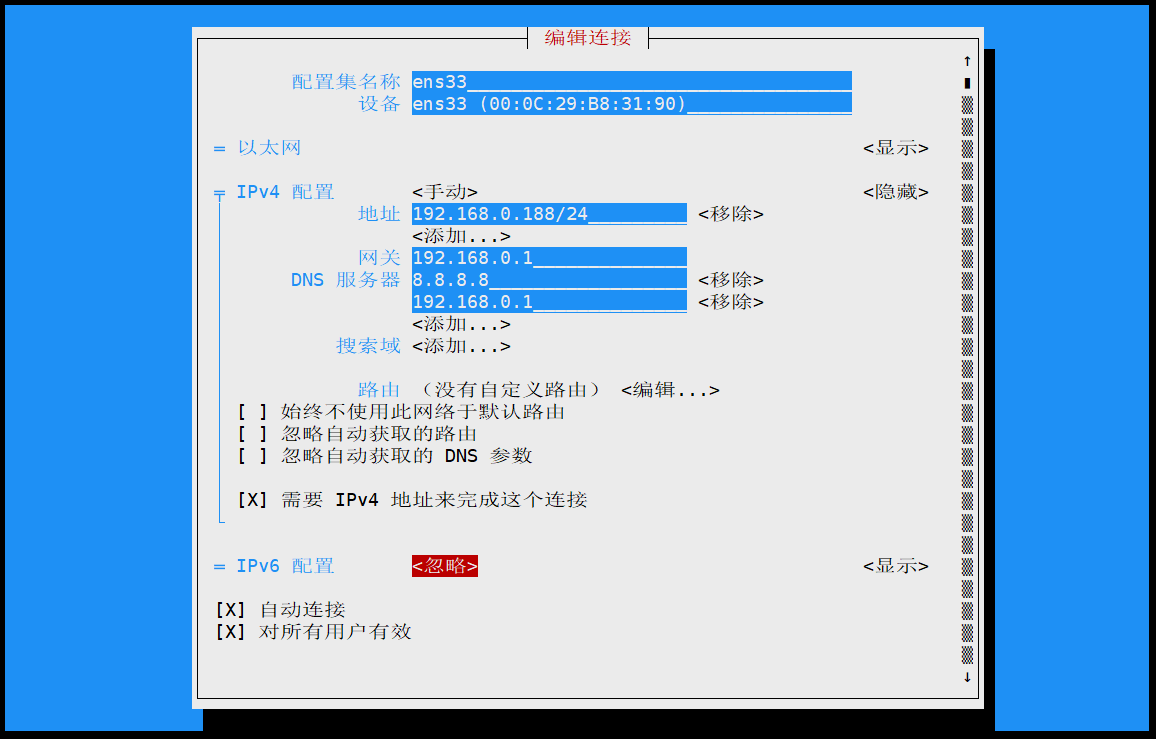 编辑连接
配置集名称 ens33
设备 ens33 (00:0C:29:B8:31:90)
= 以太网 <显示>
IPv4 配置 <手动> <隐藏>
地址 192.168.0.188/24 <移除>
<添加...>
网关 192.168.0.1
DNS 服务器 8.8.8.8 <移除>
192.168.0.1 <移除>
<添加...>
搜索域 <添加...>
路由 （没有自定义路由） <编辑...>
[ ] 始终不使用此网络于默认路由
[ ] 忽略自动获取的路由
[ ] 忽略自动获取的 DNS 参数
[X] 需要 IPv4 地址来完成这个连接
= IPv6 配置 <忽略> <显示>
[X] 自动连接
[X] 对所有用户有效